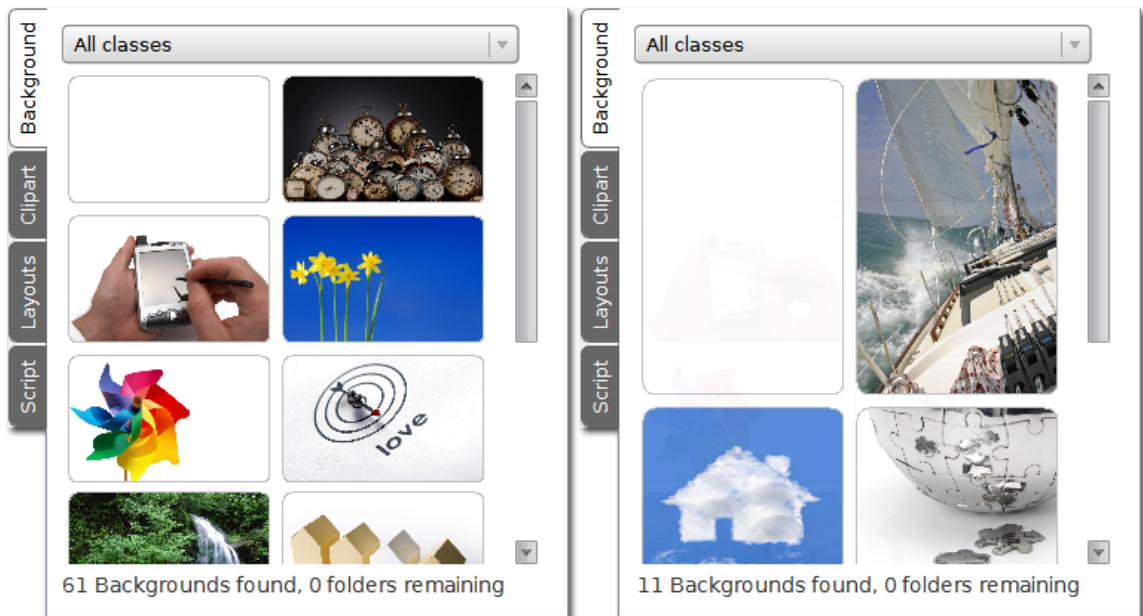 Background
Clipart
Layouts
Script
All classes
love
61 Backgrounds found, 0 folders remaining
Background
Clipart
Layouts
Script
All classes
11 Backgrounds found, 0 folders remaining